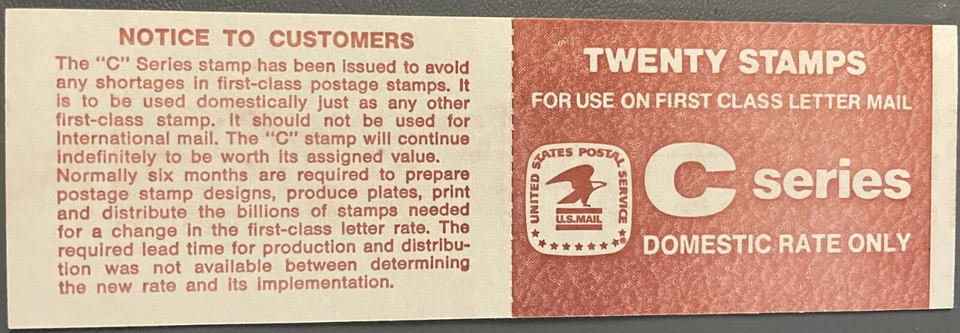 NOTICE TO CUSTOMERS
The "C" Series stamp has been issued to avoid
any shortages in first-class postage stamps. It
is to be used domestically just as any other
first-class stamp. It should not be used for
International mail. The "C" stamp will continue
indefinitely to be worth its assigned value.
Normally six months are required to prepare
postage stamp designs, produce plates, print
and distribute the billions of stamps needed
for a change in the first-class letter rate. The
required lead time for production and distribu-
tion was not available between determining
the new rate and its implementation.
TWENTY STAMPS
FOR USE ON FIRST CLASS LETTER MAIL
UNITED STATES POSTAL SERVICE
U.S.MAIL
C series
DOMESTIC RATE ONLY